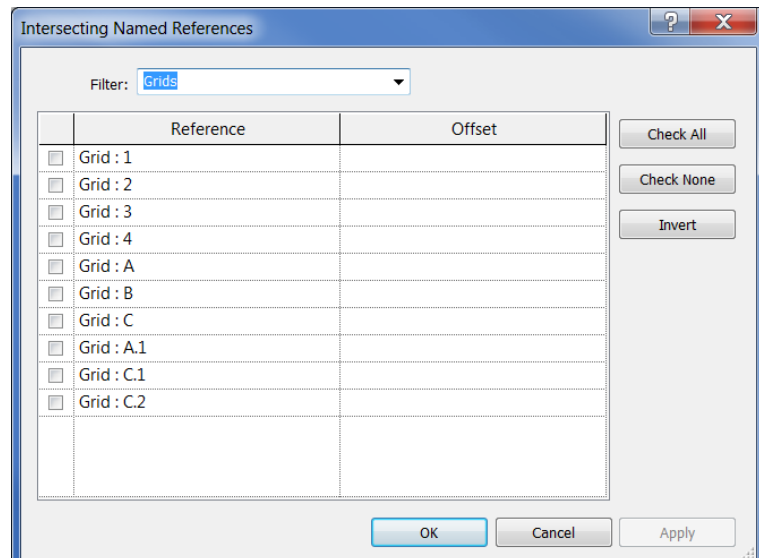 Intersecting Named References
Filter: Grids
Reference Offset
Check All
Grid : 1
Grid : 2
Check None
Grid : 3
Invert
Grid : 4
Grid : A
Grid : B
Grid : C
Grid : A.1
Grid : C.1
Grid : C.2
OK Cancel Apply